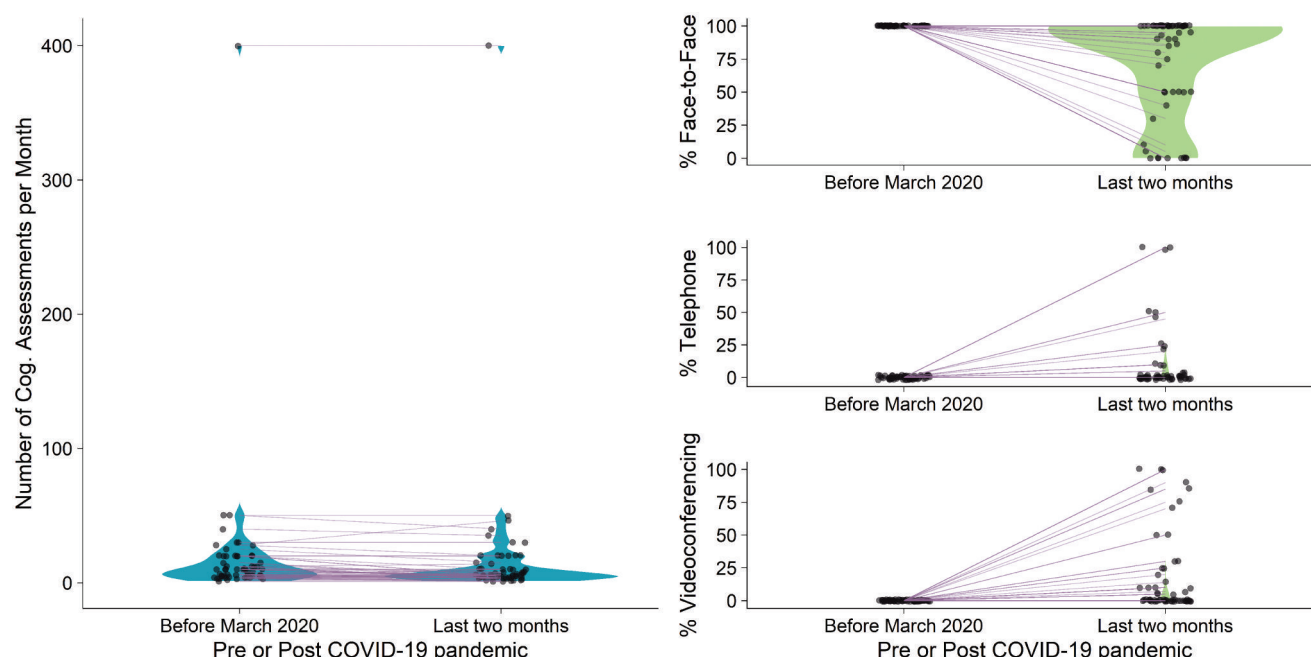 Number of Cog. Assessments per Month
400
300
200
100
0
Before March 2020
Last two months
Pre or Post COVID-19 pandemic
% Face-to-Face
100
75
50
25
0
Before March 2020
Last two months
% Telephone
100
75
50
25
0
Before March 2020
Last two months
% Videoconferencing
100
75
50
25
0
Before March 2020
Last two months
Pre or Post COVID-19 pandemic